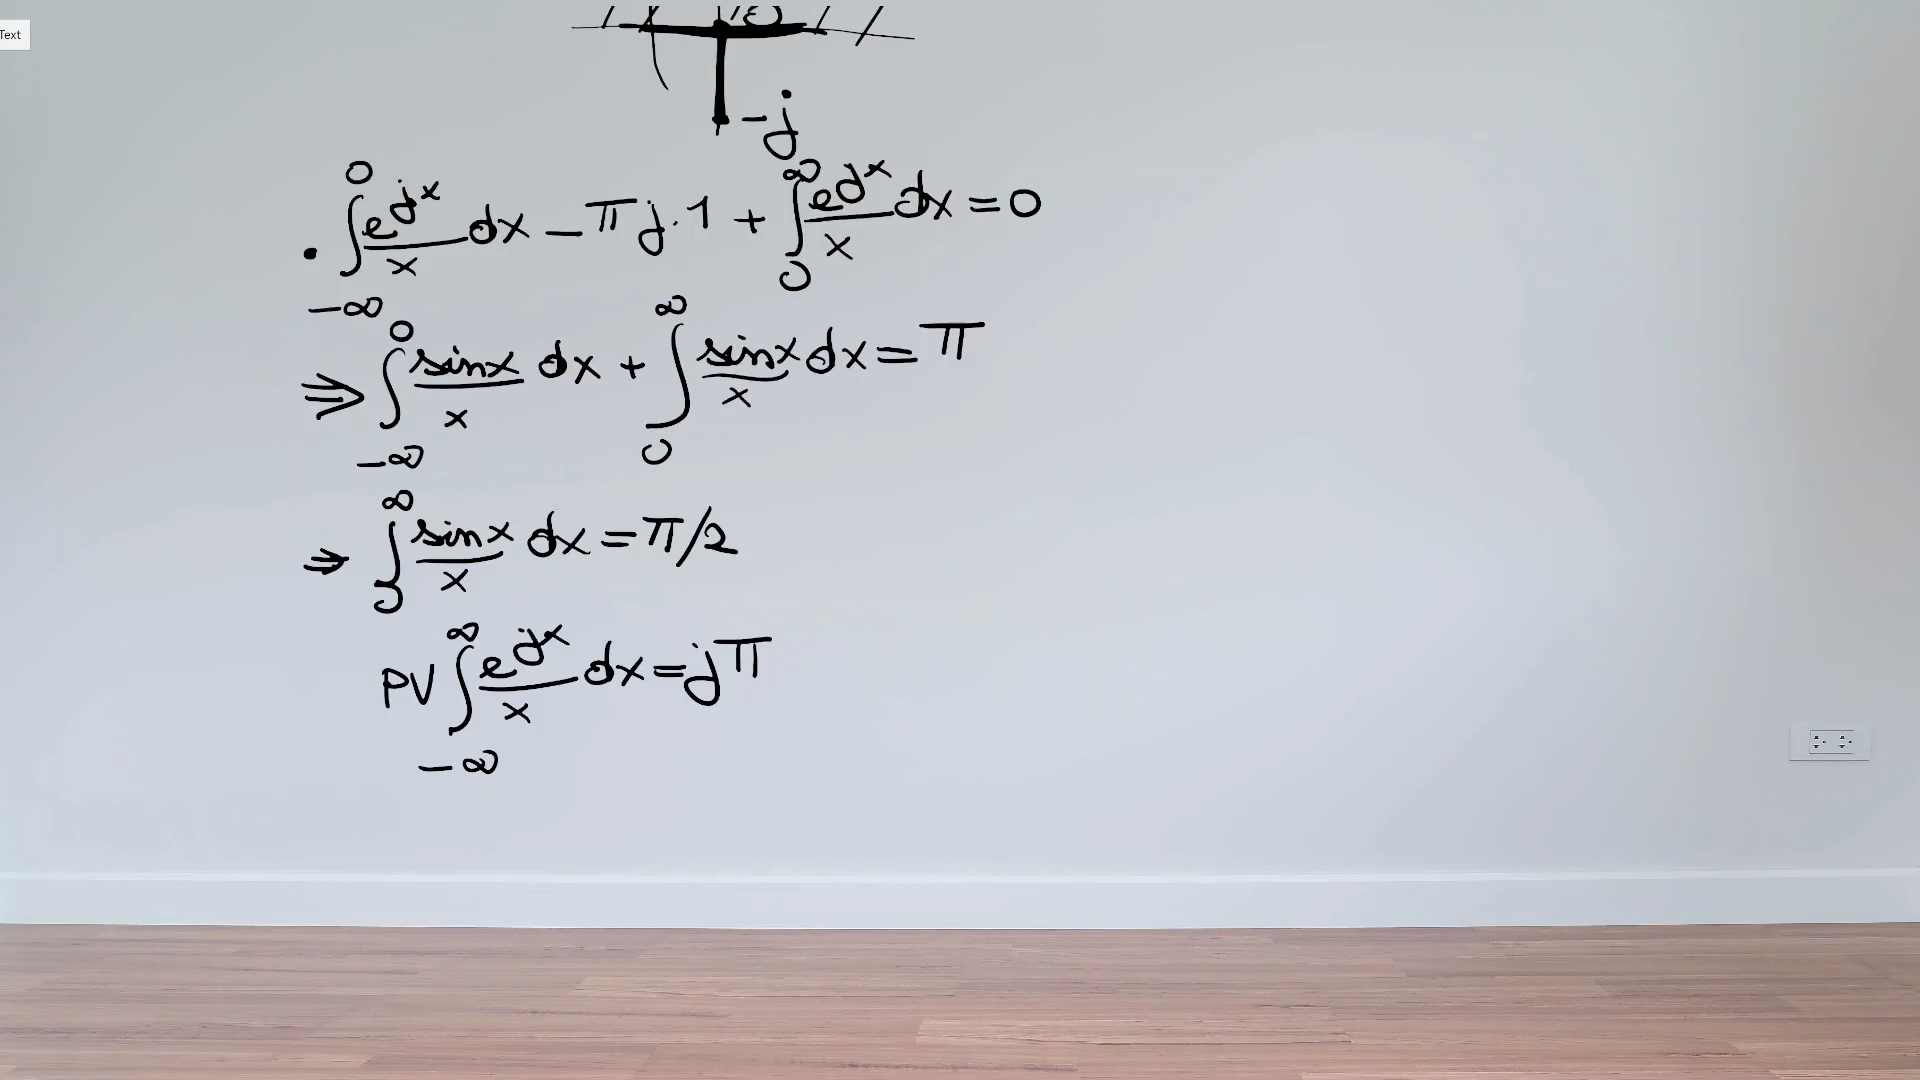 Text
-j
• ∫_{-∞}^{0} e^{jx}/x dx - πj·1 + ∫_{0}^{∞} e^{jx}/x dx = 0
⇒ ∫_{-∞}^{0} sinx/x dx + ∫_{0}^{∞} sinx/x dx = π
⇒ ∫_{0}^{∞} sinx/x dx = π/2
PV ∫_{-∞}^{∞} e^{jx}/x dx = jπ